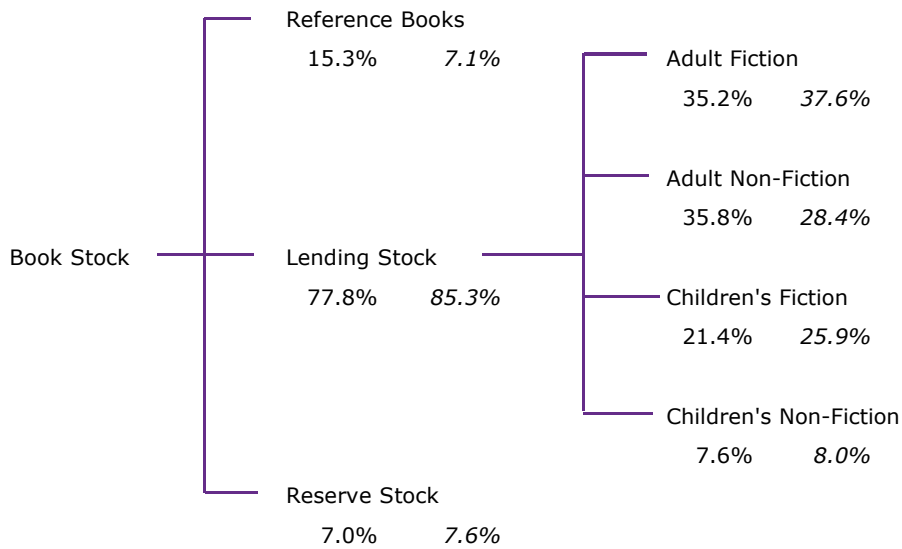 Reference Books
15.3% 7.1%
Adult Fiction
35.2% 37.6%
Adult Non-Fiction
35.8% 28.4%
Book Stock
Lending Stock
77.8% 85.3%
Children's Fiction
21.4% 25.9%
Children's Non-Fiction
7.6% 8.0%
Reserve Stock
7.0% 7.6%